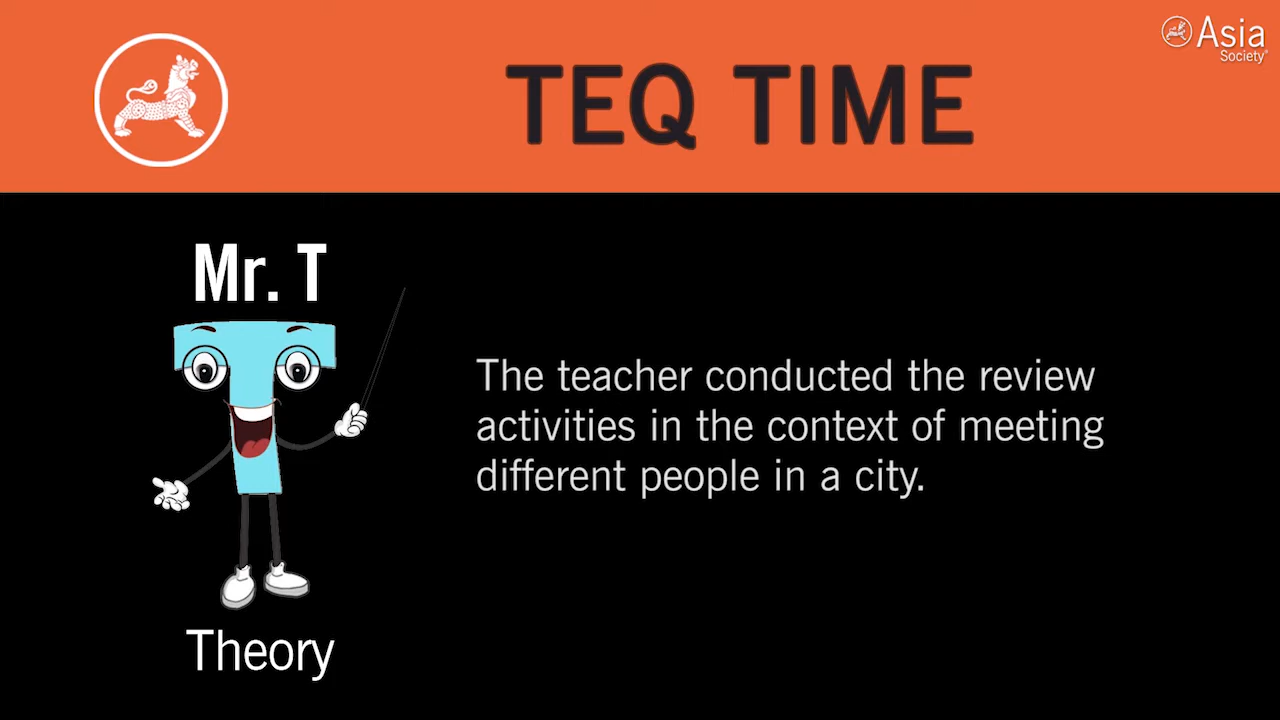 Asia
Society
TEQ TIME
Mr. T
The teacher conducted the review
activities in the context of meeting
different people in a city.
Theory